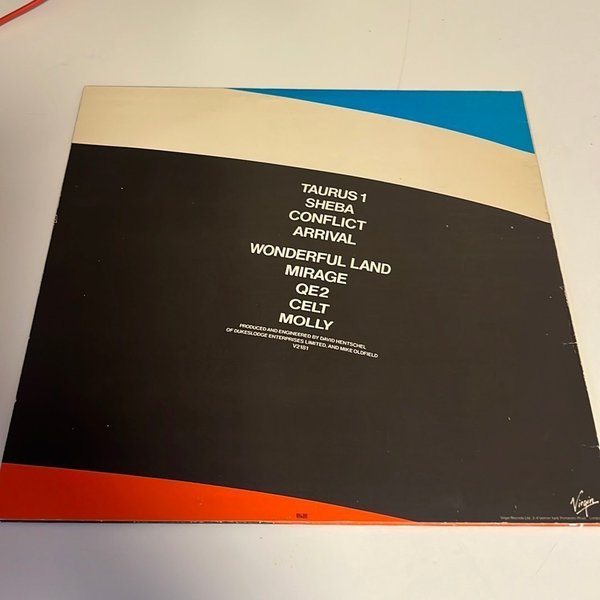 TAURUS 1
SHEBA
CONFLICT
ARRIVAL
WONDERFUL LAND
MIRAGE
QE2
CELT
MOLLY
PRODUCED AND ENGINEERED BY DAVID HENTSCHEL
OF DUKESLODGE ENTERPRISES LIMITED, AND MIKE OLDFIELD
V2181
Virgin